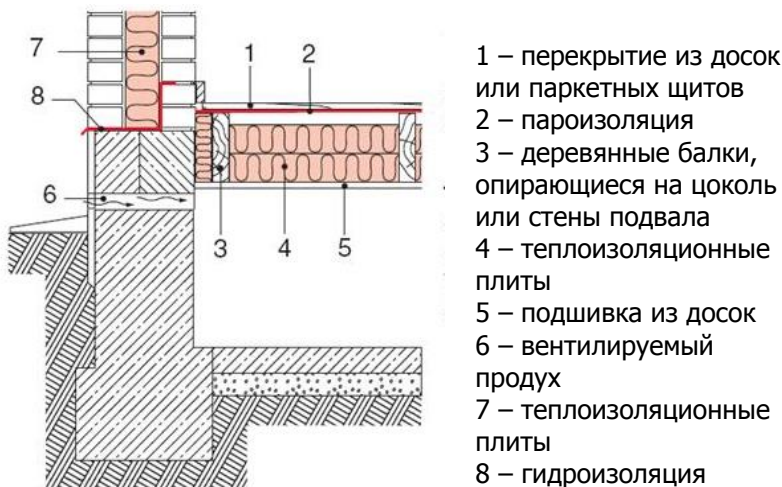 7
1
2
8
6
3
4
5
1 – перекрытие из досок
или паркетных щитов
2 – пароизоляция
3 – деревянные балки,
опирающиеся на цоколь
или стены подвала
4 – теплоизоляционные
плиты
5 – подшивка из досок
6 – вентилируемый
продух
7 – теплоизоляционные
плиты
8 – гидроизоляция